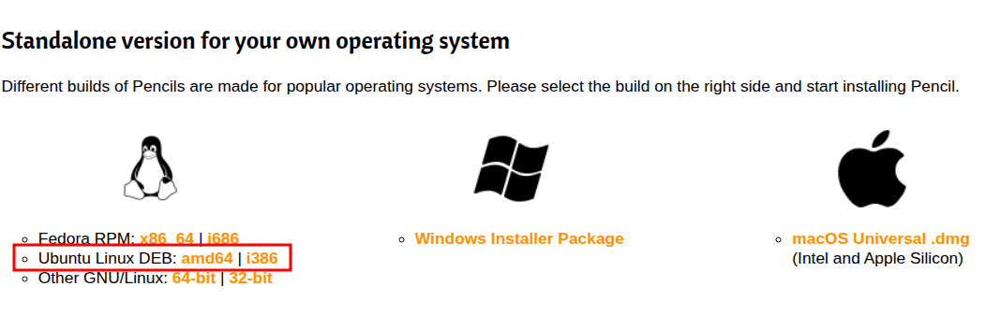 Standalone version for your own operating system
Different builds of Pencils are made for popular operating systems. Please select the build on the right side and start installing Pencil.
Fedora RPM: x86_64 | i686
Ubuntu Linux DEB: amd64 | i386
Other GNU/Linux: 64-bit | 32-bit
Windows Installer Package
macOS Universal .dmg
(Intel and Apple Silicon)